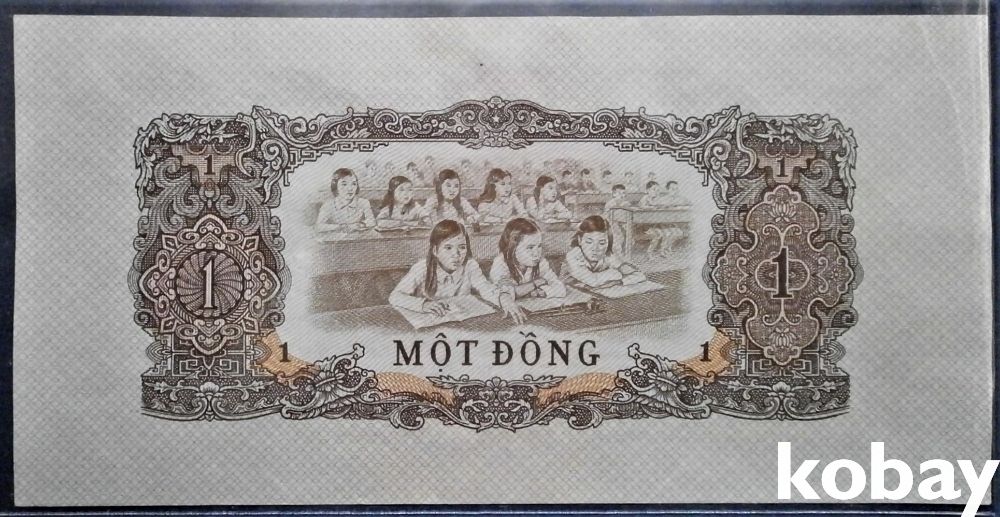 1 1
1 1
1 MỘT ĐỒNG 1
kobay